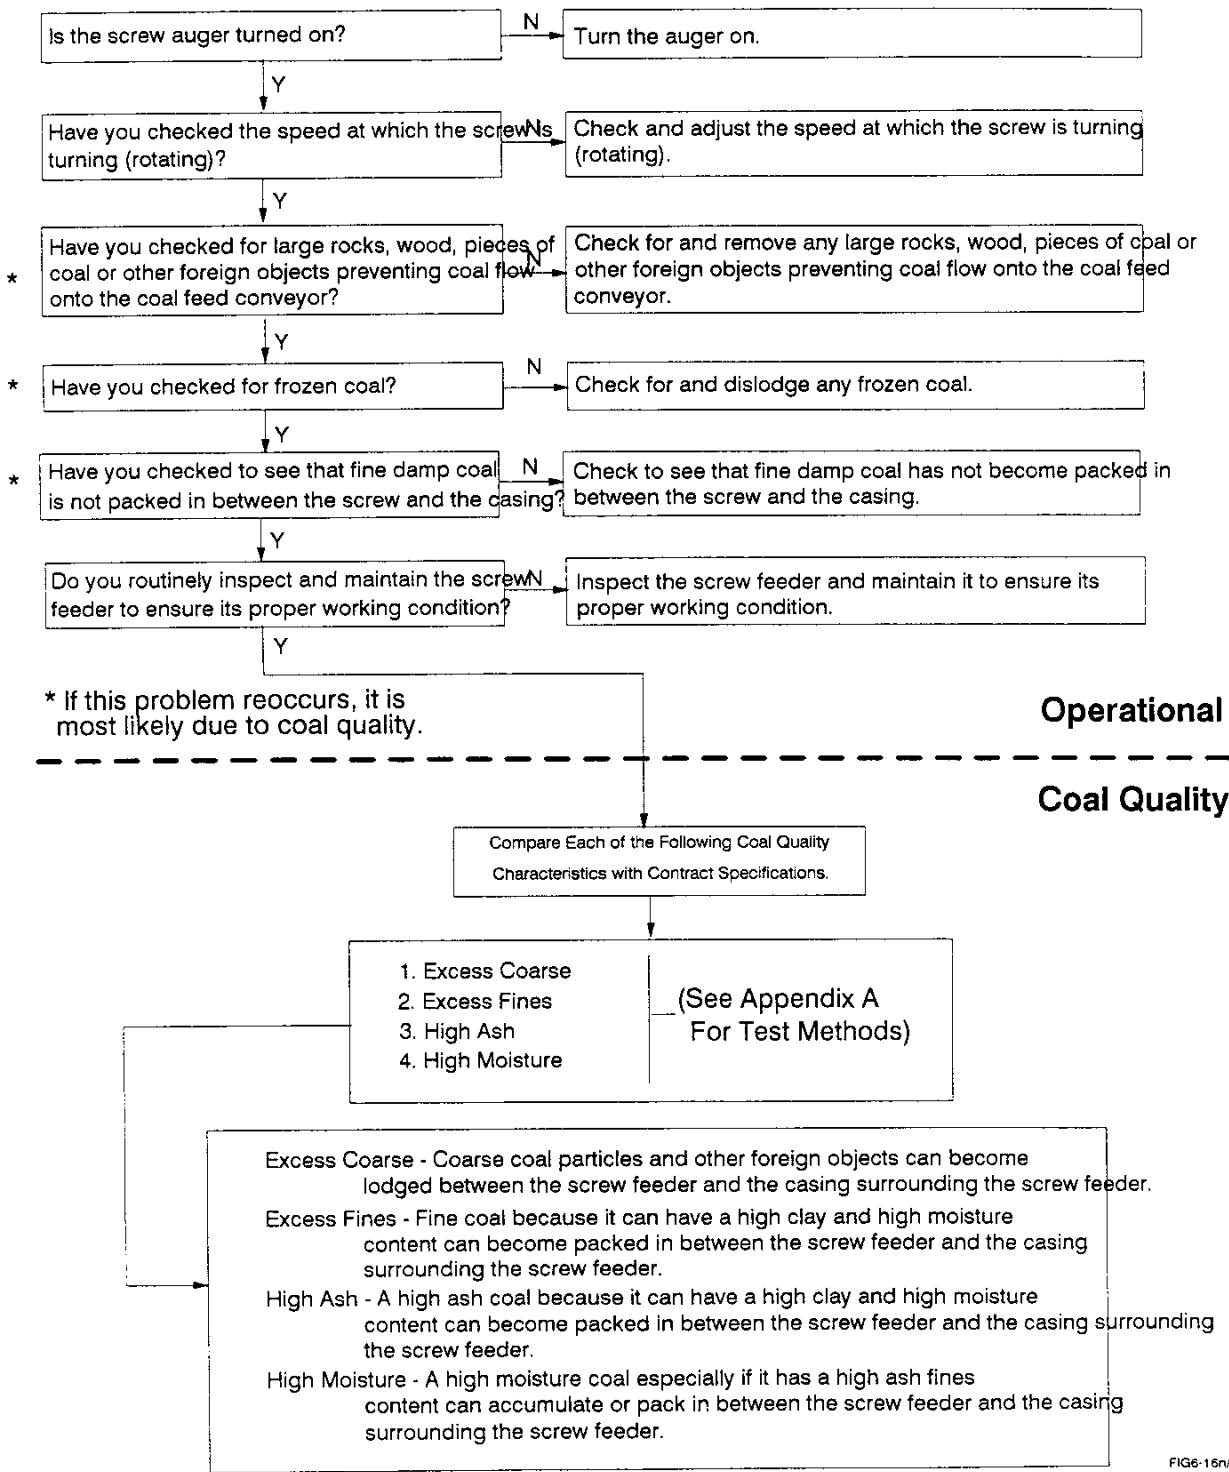 Is the screw auger turned on?
N
Turn the auger on.
Y
Have you checked the speed at which the screw is
turning (rotating)?
N
Check and adjust the speed at which the screw is turning
(rotating).
Y
*
Have you checked for large rocks, wood, pieces of
coal or other foreign objects preventing coal flow
onto the coal feed conveyor?
N
Check for and remove any large rocks, wood, pieces of coal or
other foreign objects preventing coal flow onto the coal feed
conveyor.
Y
*
Have you checked for frozen coal?
N
Check for and dislodge any frozen coal.
Y
*
Have you checked to see that fine damp coal
is not packed in between the screw and the casing?
N
Check to see that fine damp coal has not become packed in
between the screw and the casing.
Y
Do you routinely inspect and maintain the screw
feeder to ensure its proper working condition?
N
Inspect the screw feeder and maintain it to ensure its
proper working condition.
Y
* If this problem reoccurs, it is
most likely due to coal quality.
Operational
Coal Quality
Compare Each of the Following Coal Quality
Characteristics with Contract Specifications.
1. Excess Coarse
2. Excess Fines
3. High Ash
4. High Moisture
(See Appendix A
For Test Methods)
Excess Coarse - Coarse coal particles and other foreign objects can become
lodged between the screw feeder and the casing surrounding the screw feeder.
Excess Fines - Fine coal because it can have a high clay and high moisture
content can become packed in between the screw feeder and the casing
surrounding the screw feeder.
High Ash - A high ash coal because it can have a high clay and high moisture
content can become packed in between the screw feeder and the casing surrounding
the screw feeder.
High Moisture - A high moisture coal especially if it has a high ash fines
content can accumulate or pack in between the screw feeder and the casing
surrounding the screw feeder.